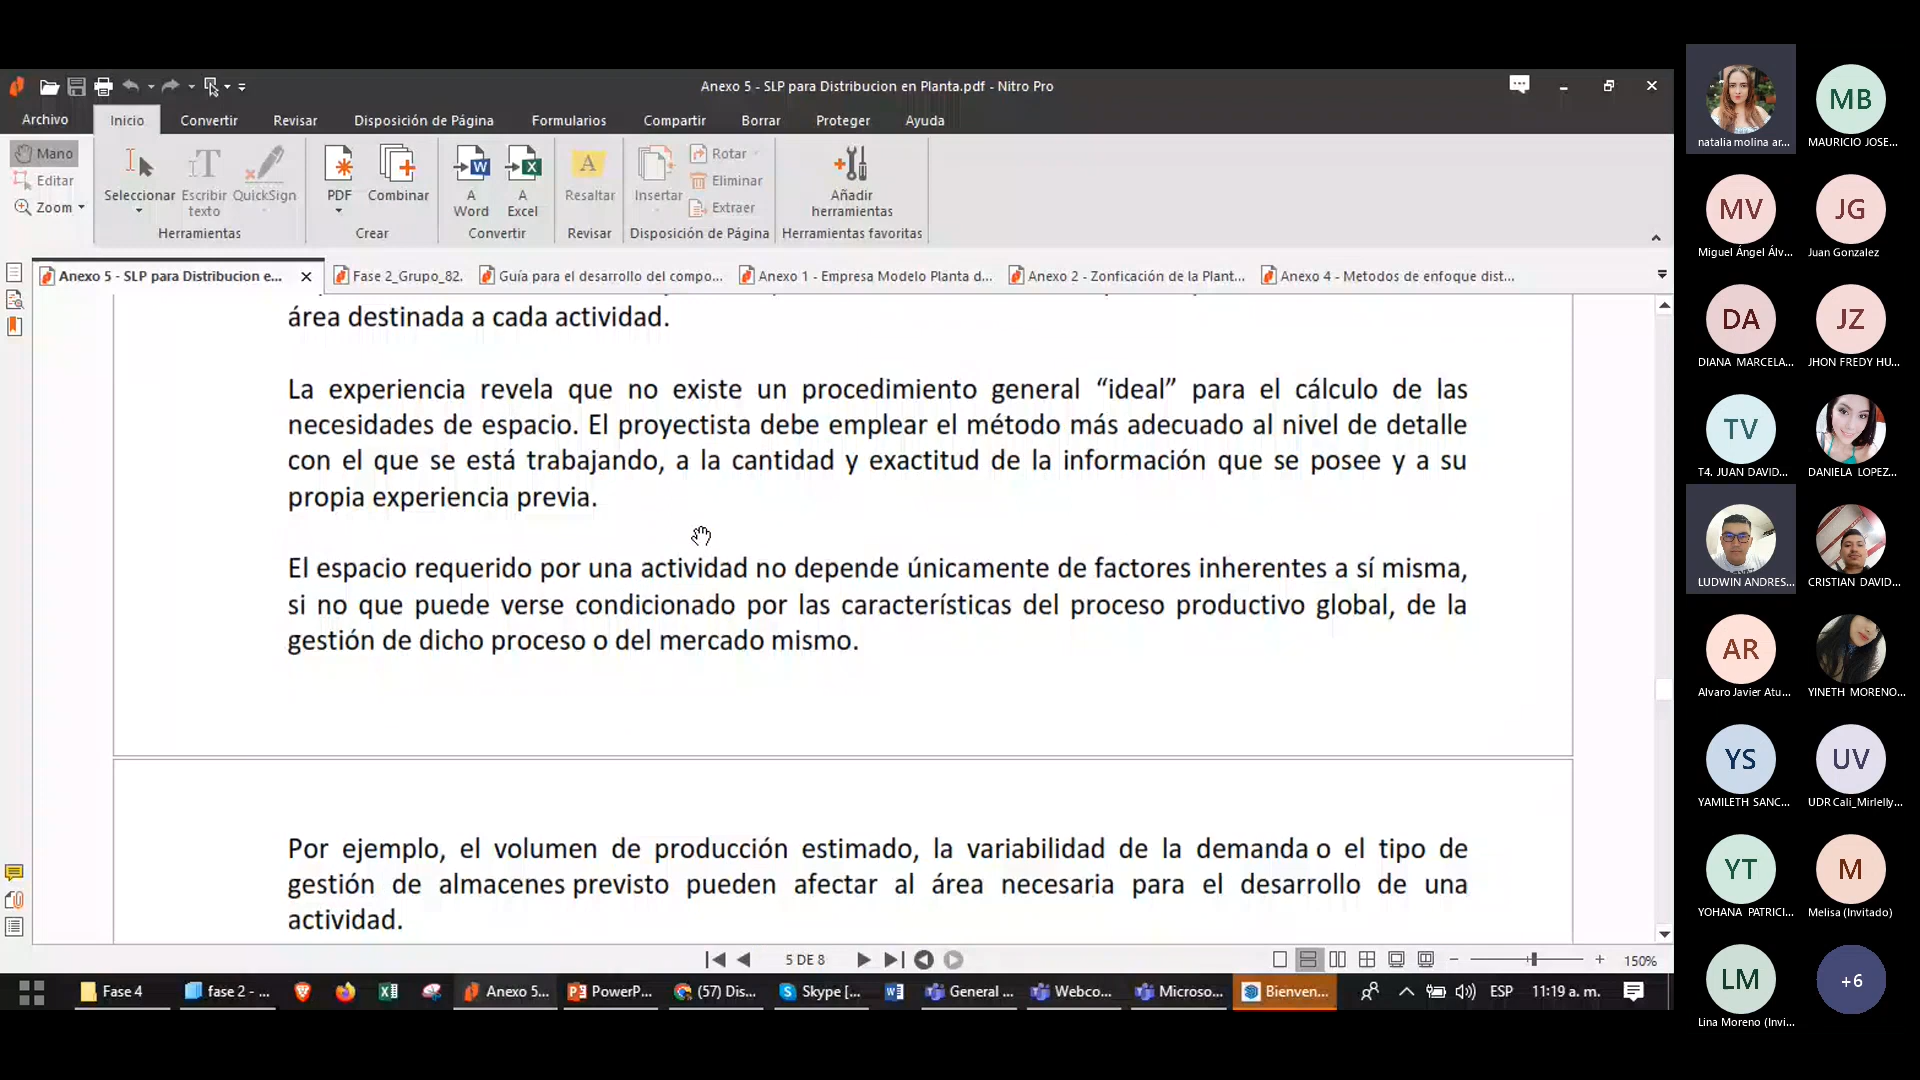 Anexo 5 - SLP para Distribucion en Planta.pdf - Nitro Pro
Archivo Inicio Convertir Revisar Disposición de Página Formularios Compartir Borrar Proteger Ayuda
Mano
Editar
Zoom
Seleccionar
Escribir texto
QuickSign
Herramientas
PDF
Combinar
Crear
A Word
A Excel
Convertir
Resaltar
Revisar
Insertar
Rotar
Eliminar
Extraer
Disposición de Página
Añadir herramientas
Herramientas favoritas
Anexo 5 - SLP para Distribucion e...
Fase 2_Grupo_82.
Guía para el desarrollo del compo...
Anexo 1 - Empresa Modelo Planta d...
Anexo 2 - Zonficación de la Plant...
Anexo 4 - Metodos de enfoque dist...
área destinada a cada actividad.
La experiencia revela que no existe un procedimiento general “ideal” para el cálculo de las
necesidades de espacio. El proyectista debe emplear el método más adecuado al nivel de detalle
con el que se está trabajando, a la cantidad y exactitud de la información que se posee y a su
propia experiencia previa.
El espacio requerido por una actividad no depende únicamente de factores inherentes a sí misma,
si no que puede verse condicionado por las características del proceso productivo global, de la
gestión de dicho proceso o del mercado mismo.
Por ejemplo, el volumen de producción estimado, la variabilidad de la demanda o el tipo de
gestión de almacenes previsto pueden afectar al área necesaria para el desarrollo de una
actividad.
5 DE 8
150%
Fase 4
fase 2 - ...
Anexo 5...
PowerP...
(57) Dis...
Skype [...
General ...
Webco...
Microso...
Bienven...
ESP
11:19 a. m.
natalia molina ar...
MB
MAURICIO JOSE...
MV
Miguel Ángel Álv...
JG
Juan Gonzalez
DA
DIANA MARCELA...
JZ
JHON FREDY HU...
TV
T4. JUAN DAVID...
DANIELA LOPEZ...
LUDWIN ANDRES...
CRISTIAN DAVID...
AR
Alvaro Javier Atu...
YINETH MORENO...
YS
YAMILETH SANC...
UV
UDR Cali_Mirlelly...
YT
YOHANA PATRICI...
M
Melisa (Invitado)
LM
Lina Moreno (Invi...
+6